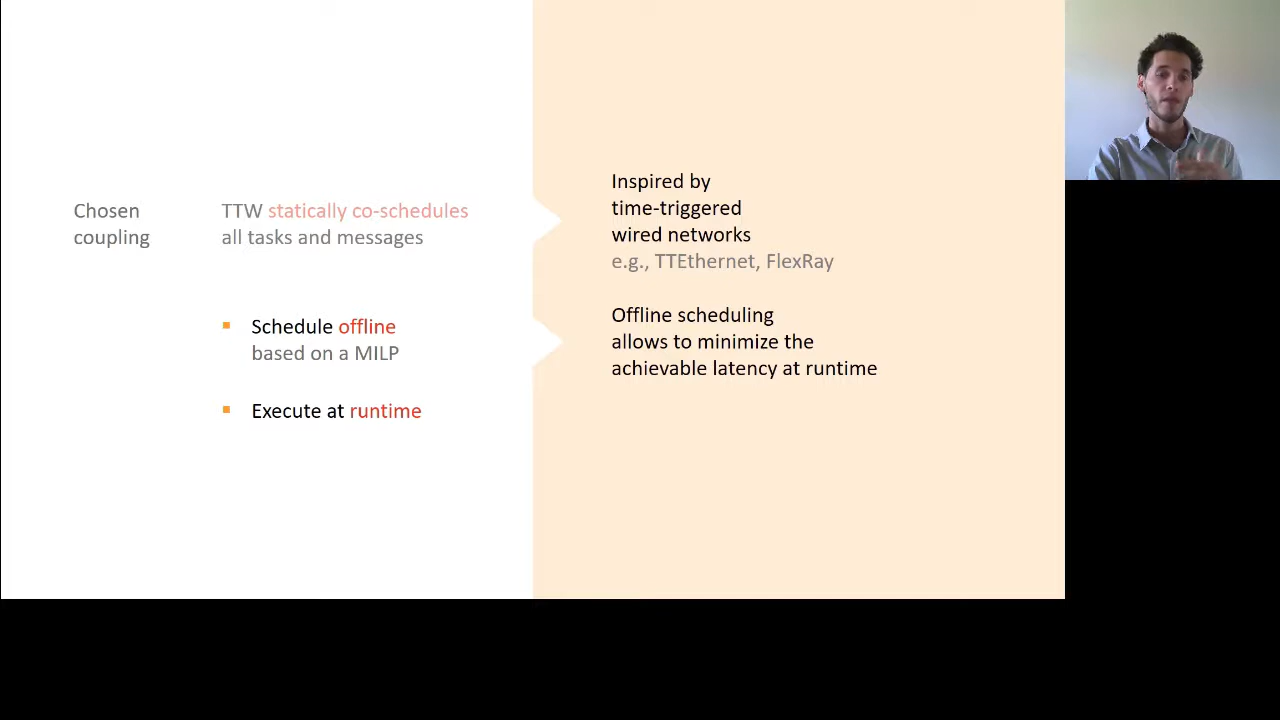 Chosen
coupling
TTW statically co-schedules
all tasks and messages
Schedule offline
based on a MILP
Execute at runtime
Inspired by
time-triggered
wired networks
e.g., TTEthernet, FlexRay
Offline scheduling
allows to minimize the
achievable latency at runtime